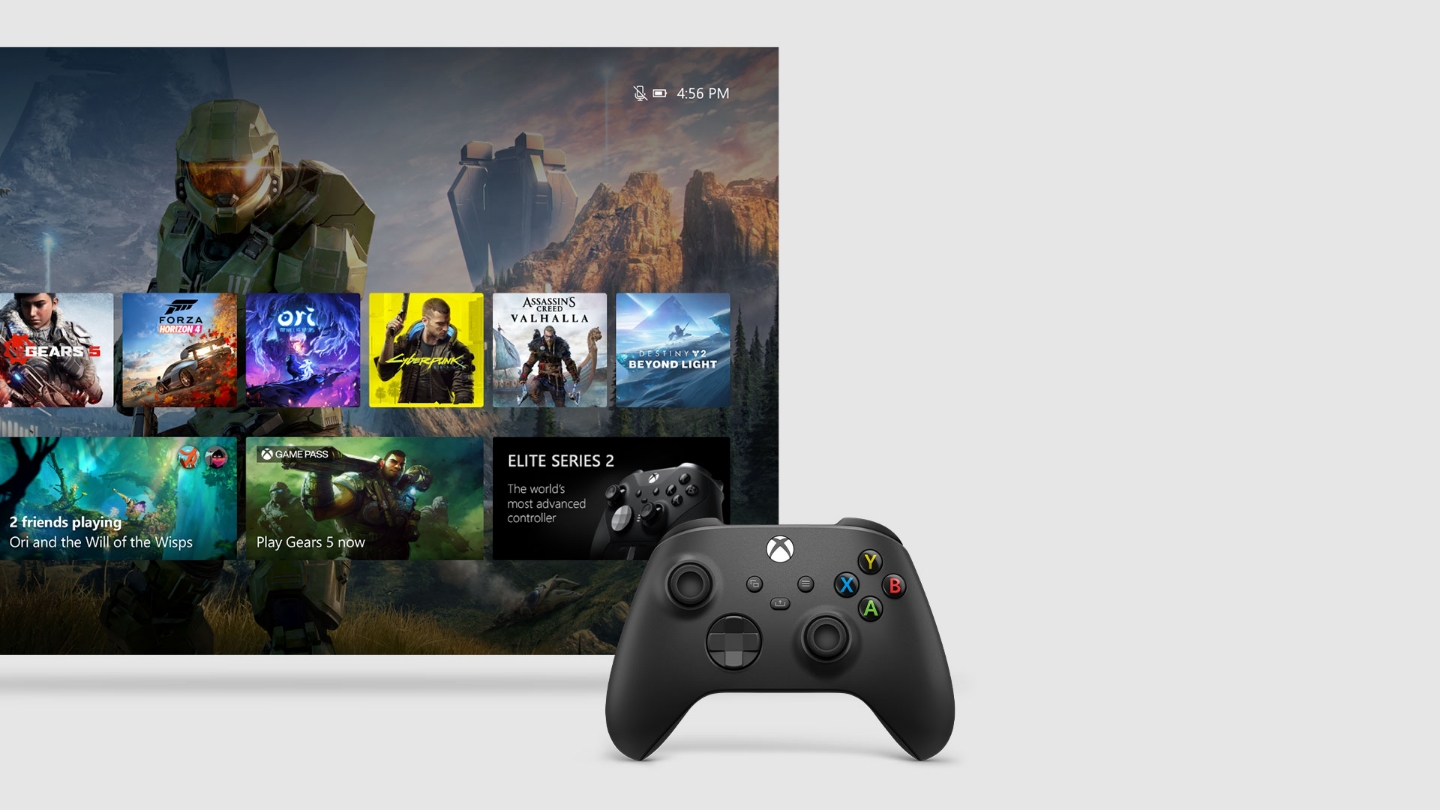 4:56 PM
GEARS 5
FORZA
HORIZON 4
ori
CYBERPUNK
ASSASSIN'S
CREED
VALHALLA
DESTINY 2
BEYOND LIGHT
2 friends playing
Ori and the Will of the Wisps
GAME PASS
Play Gears 5 now
ELITE SERIES 2
The world's
most advanced
controller
Y
X
B
A